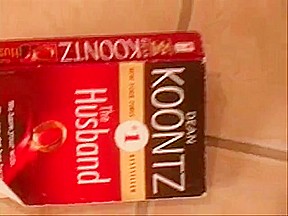 KOONTZ
DEAN
KOONTZ
NEW YORK TIMES
#1
BESTSELLER
The
Husband